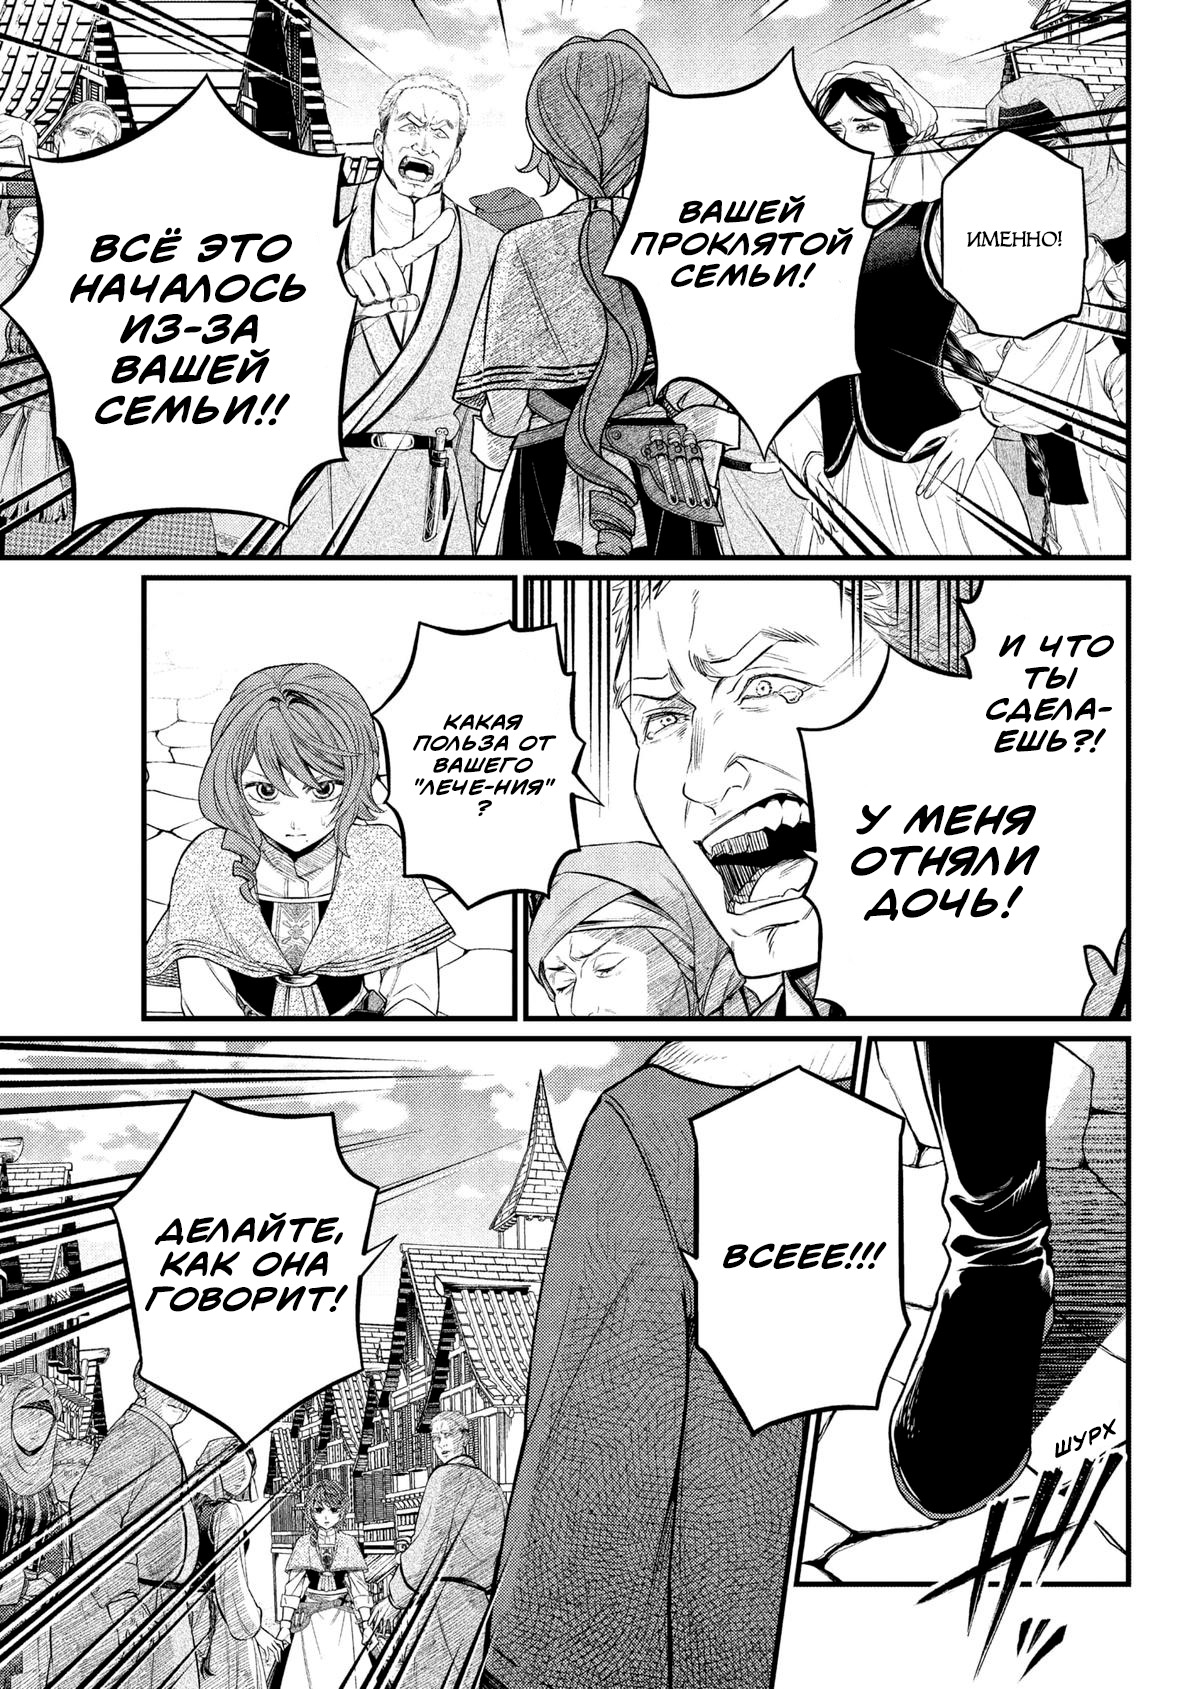 ИМЕННО!
ВАШЕЙ
ПРОКЛЯТОЙ
СЕМЬИ!
ВСЁ ЭТО
НАЧАЛОСЬ
ИЗ-ЗА
ВАШЕЙ
СЕМЬИ!!
И ЧТО
ТЫ
СДЕЛА-
ЕШЬ?!
У МЕНЯ
ОТНЯЛИ
ДОЧЬ!
КАКАЯ
ПОЛЬЗА ОТ
ВАШЕГО
"ЛЕЧЕ-НИЯ"
?
ШУРХ
ВСЕЕЕ!!!
ДЕЛАЙТЕ,
КАК ОНА
ГОВОРИТ!